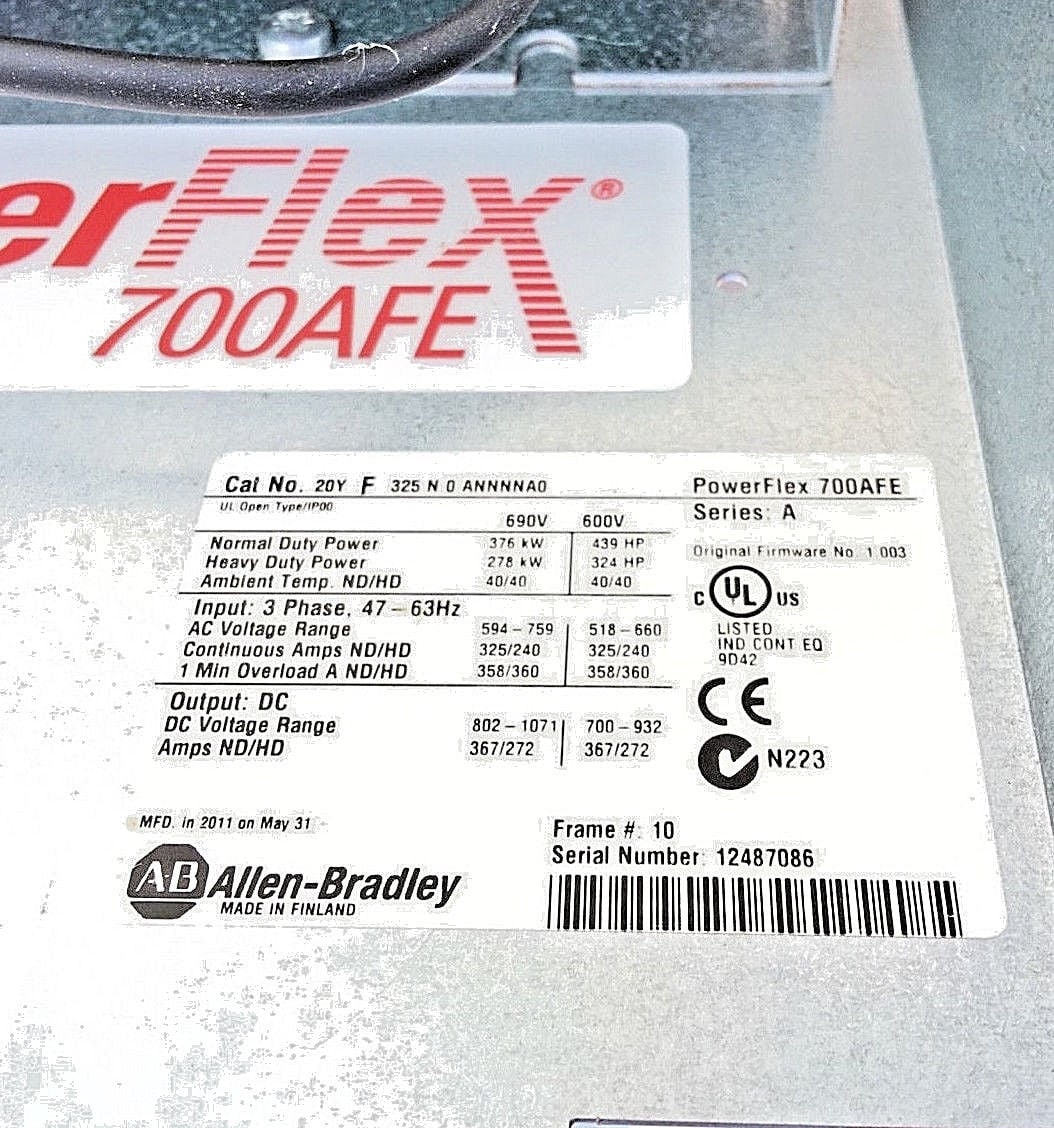 erFlex®
700AFE
Cat No. 20Y F 325 N 0 ANNNNA0
PowerFlex 700AFE
UL Open Type/IP00
Series: A
690V 600V
Normal Duty Power 376 kW 439 HP
Original Firmware No. 1.003
Heavy Duty Power 278 kW 324 HP
Ambient Temp. ND/HD 40/40 40/40
C UL US
Input: 3 Phase, 47 – 63Hz
AC Voltage Range 594 – 759 518 – 660
LISTED
Continuous Amps ND/HD 325/240 325/240
IND CONT EQ
1 Min Overload A ND/HD 358/360 358/360
9D42
Output: DC
CE
DC Voltage Range 802 – 1071 700 – 932
Amps ND/HD 367/272 367/272
N223
MFD. in 2011 on May 31
Frame #: 10
Serial Number: 12487086
A-B Allen-Bradley
MADE IN FINLAND